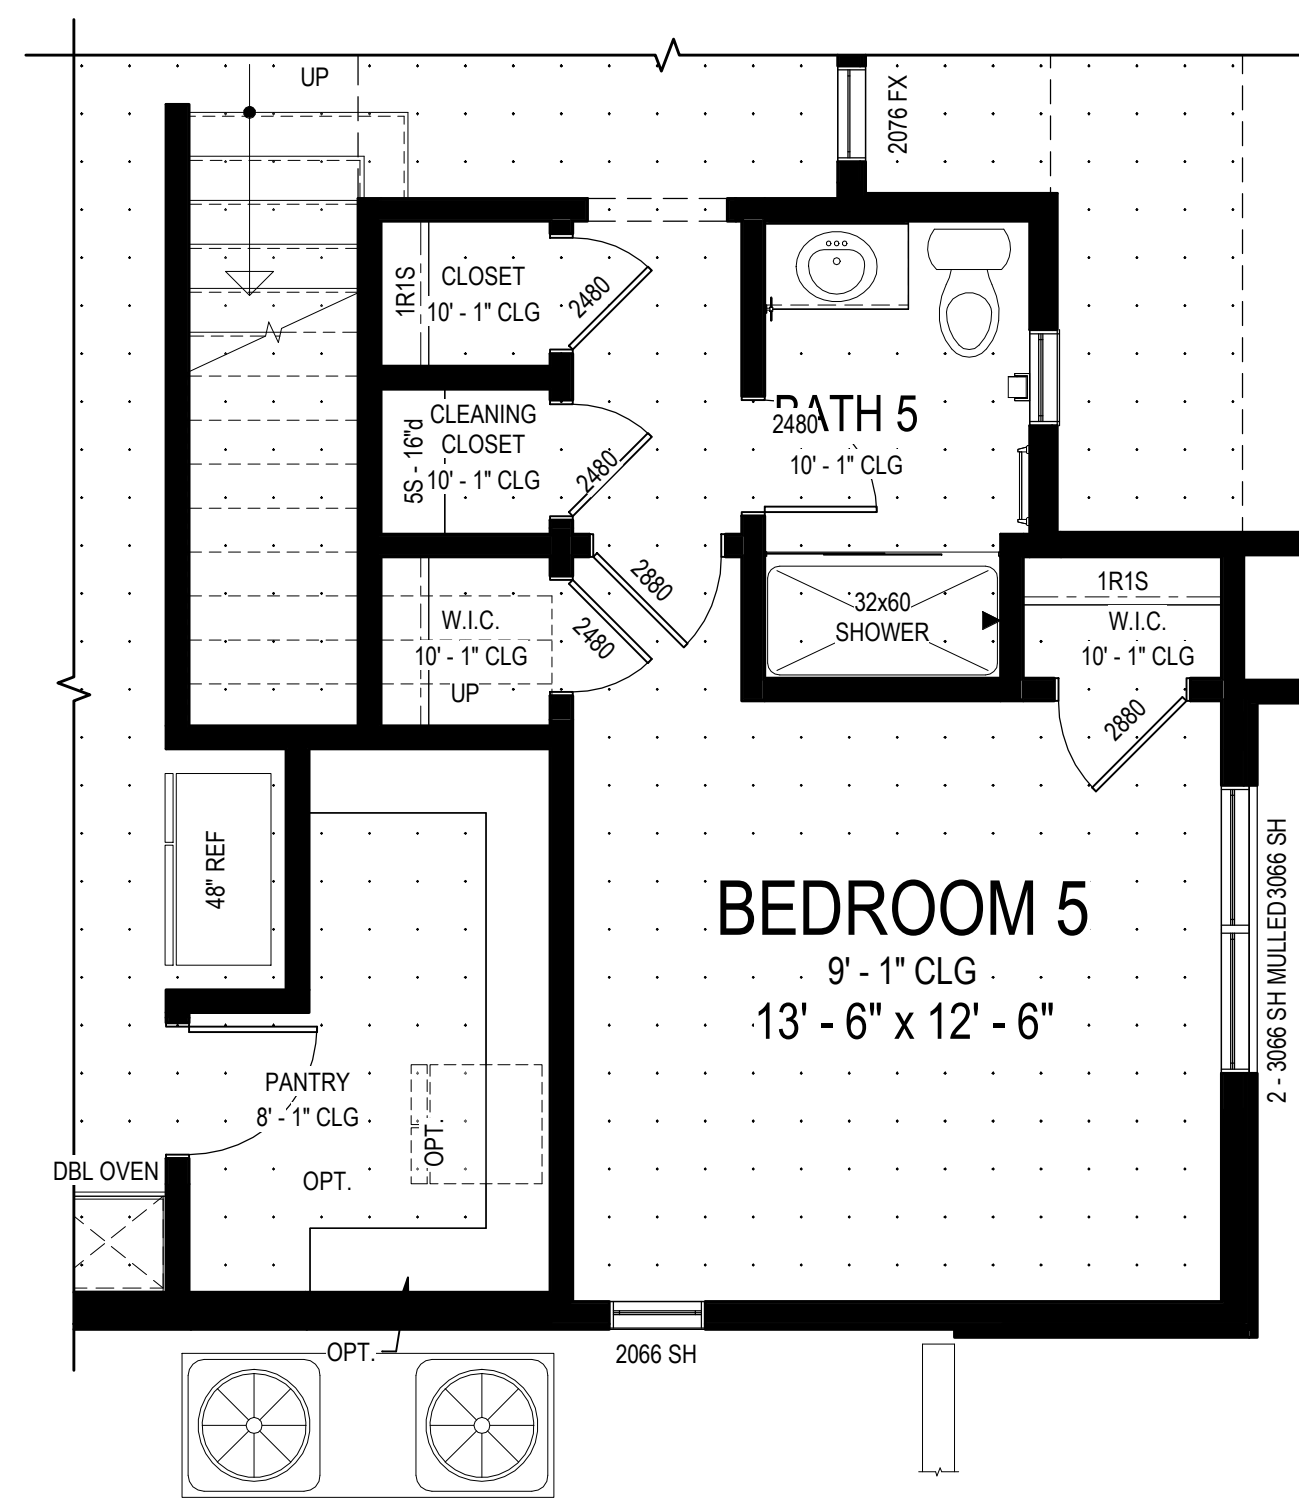 UP
2076 FX
1R1S
CLOSET
10' - 1" CLG
2480
5S - 16"d
CLEANING
CLOSET
10' - 1" CLG
2480
BATH 5
2480
10' - 1" CLG
2880
W.I.C.
10' - 1" CLG
UP
2480
32x60
SHOWER
1R1S
W.I.C.
10' - 1" CLG
2880
48" REF
BEDROOM 5
9' - 1" CLG
13' - 6" x 12' - 6"
2 - 3066 SH MULLED3066 SH
PANTRY
8' - 1" CLG
OPT.
OPT.
DBL OVEN
OPT.
2066 SH